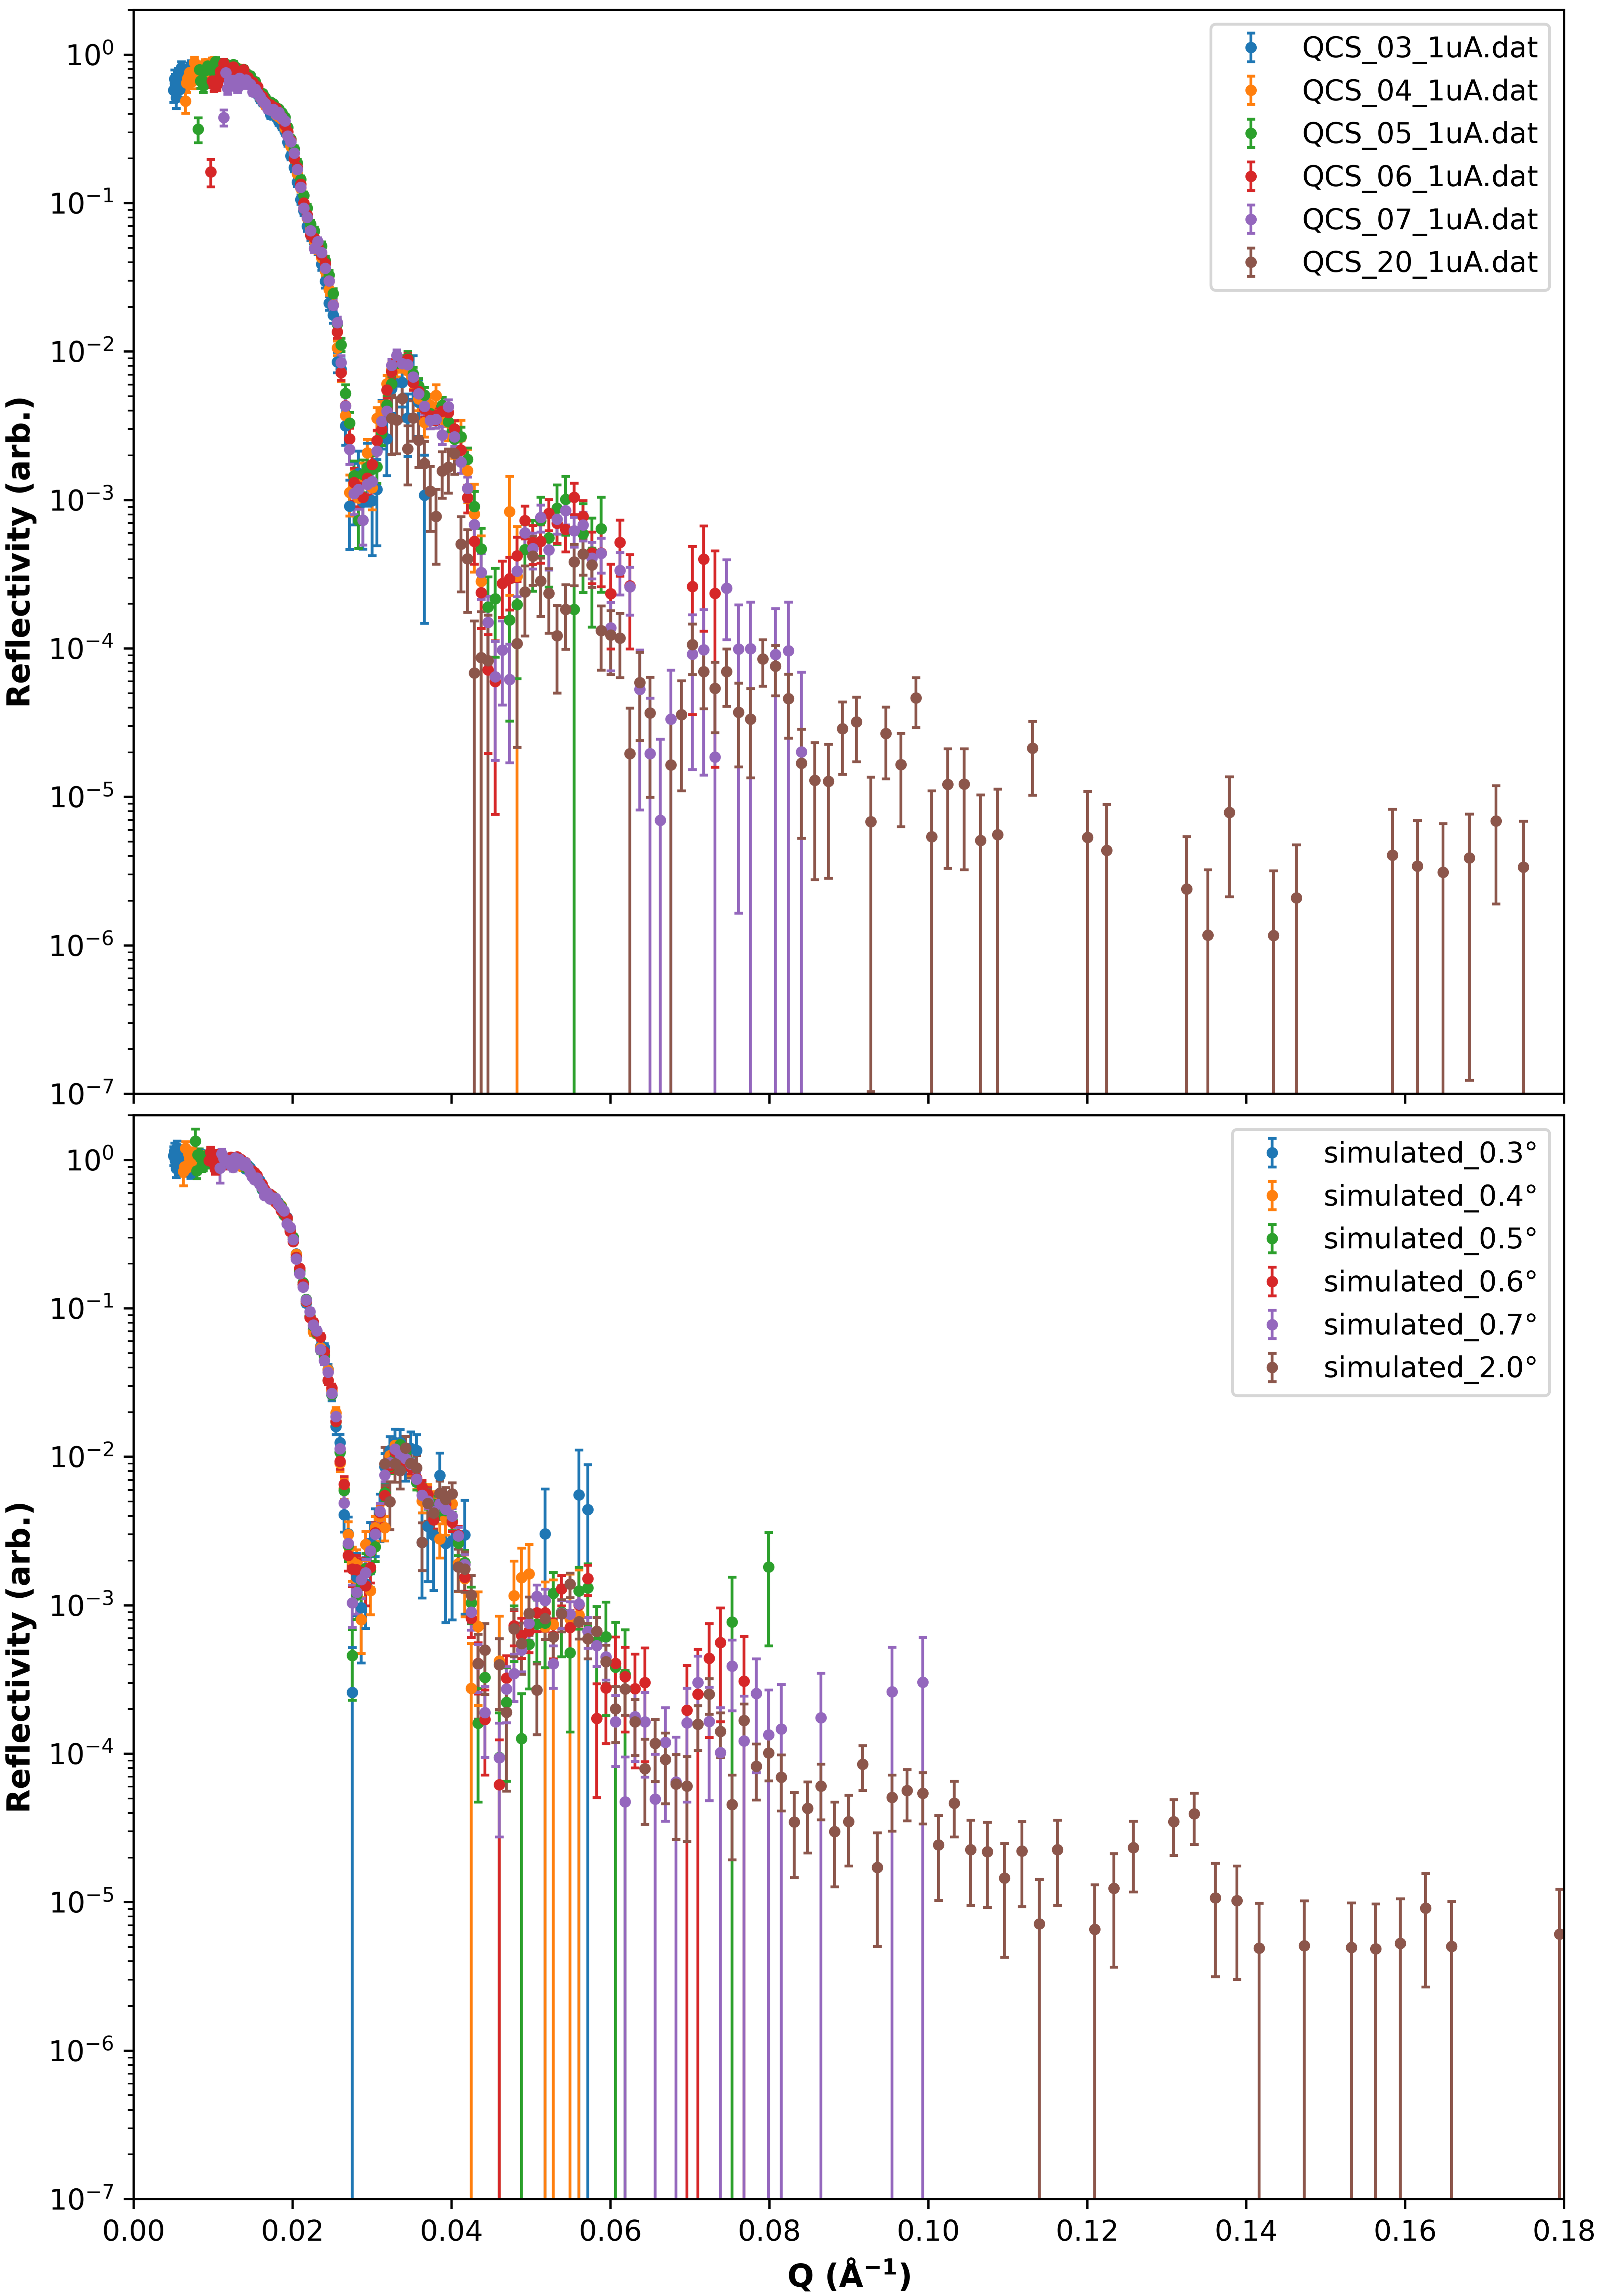 10⁰
10⁻¹
10⁻²
10⁻³
10⁻⁴
10⁻⁵
10⁻⁶
10⁻⁷
Reflectivity (arb.)
QCS_03_1uA.dat
QCS_04_1uA.dat
QCS_05_1uA.dat
QCS_06_1uA.dat
QCS_07_1uA.dat
QCS_20_1uA.dat
10⁰
10⁻¹
10⁻²
10⁻³
10⁻⁴
10⁻⁵
10⁻⁶
10⁻⁷
Reflectivity (arb.)
simulated_0.3°
simulated_0.4°
simulated_0.5°
simulated_0.6°
simulated_0.7°
simulated_2.0°
0.00 0.02 0.04 0.06 0.08 0.10 0.12 0.14 0.16 0.18
Q (Å⁻¹)